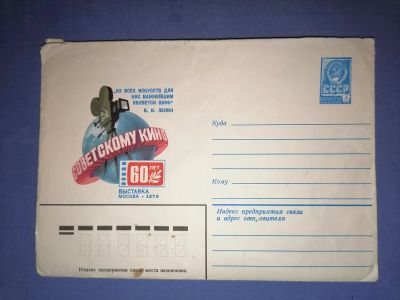 „ИЗ ВСЕХ ИСКУССТВ ДЛЯ
НАС ВАЖНЕЙШИМ
ЯВЛЯЕТСЯ КИНО“
В. И. ЛЕНИН
СОВЕТСКОМУ КИНО
60 ЛЕТ
ВЫСТАВКА
МОСКВА • 1979
СССР
Куда
Кому
Индекс предприятия связи
и адрес отправителя
Индекс предприятия связи места назначения